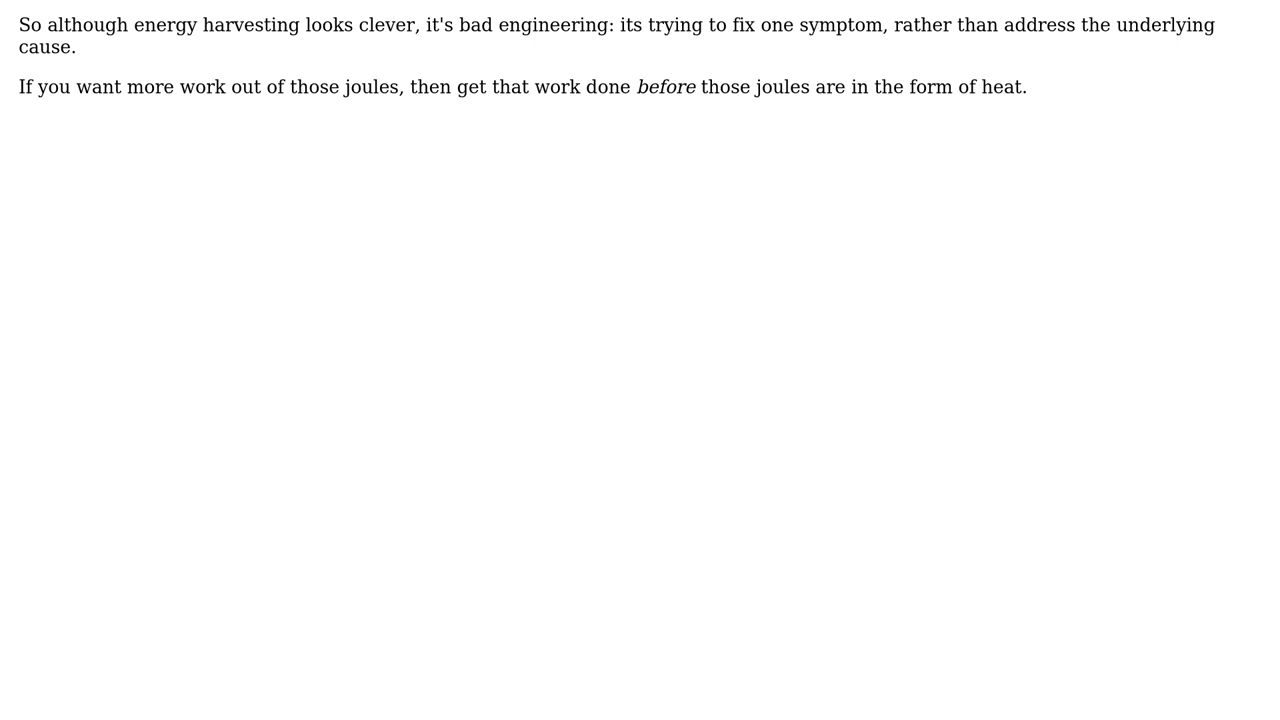 So although energy harvesting looks clever, it's bad engineering: its trying to fix one symptom, rather than address the underlying
cause.
If you want more work out of those joules, then get that work done before those joules are in the form of heat.